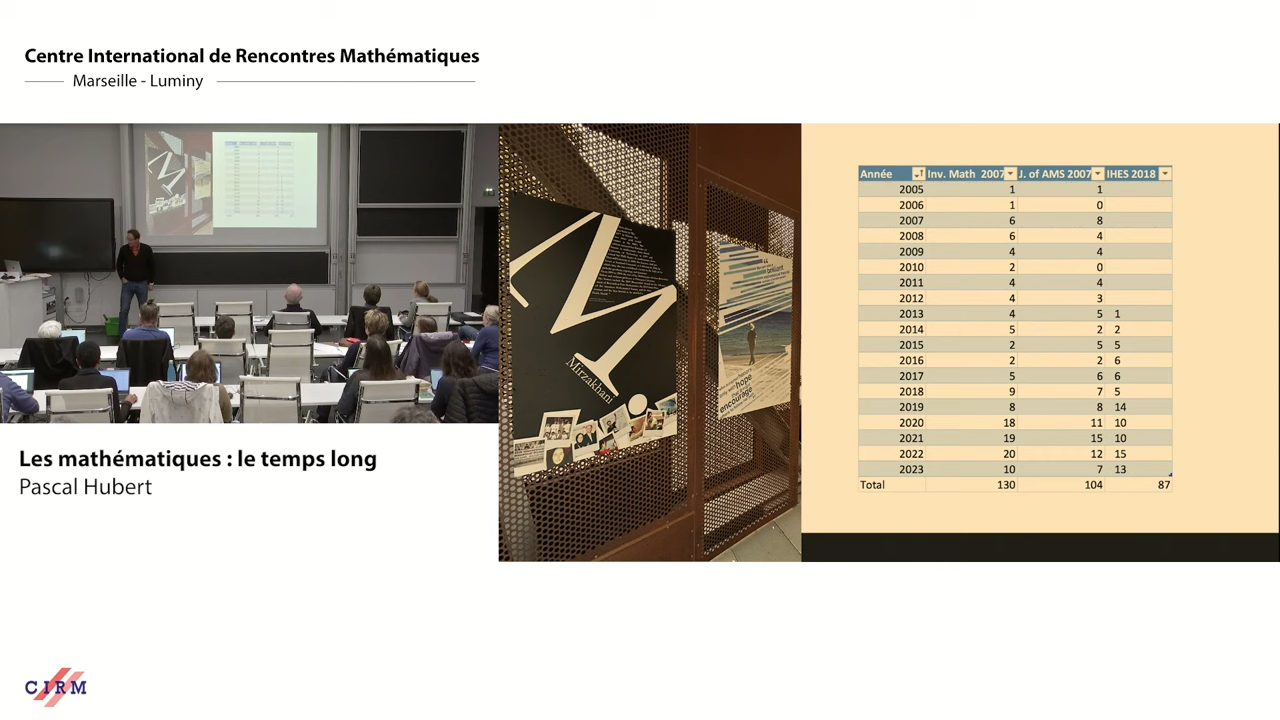 Centre International de Rencontres Mathématiques
Marseille - Luminy
Les mathématiques : le temps long
Pascal Hubert
CIRM
M
Mirzakhani
brilliant
hope
encourage
Année Inv. Math 2007 J. of AMS 2007 IHES 2018
2005 1 1
2006 1 0
2007 6 8
2008 6 4
2009 4 4
2010 2 0
2011 4 4
2012 4 3
2013 4 5 1
2014 5 2 2
2015 2 5 5
2016 2 2 6
2017 5 6 6
2018 9 7 5
2019 8 8 14
2020 18 11 10
2021 19 15 10
2022 20 12 15
2023 10 7 13
Total 130 104 87